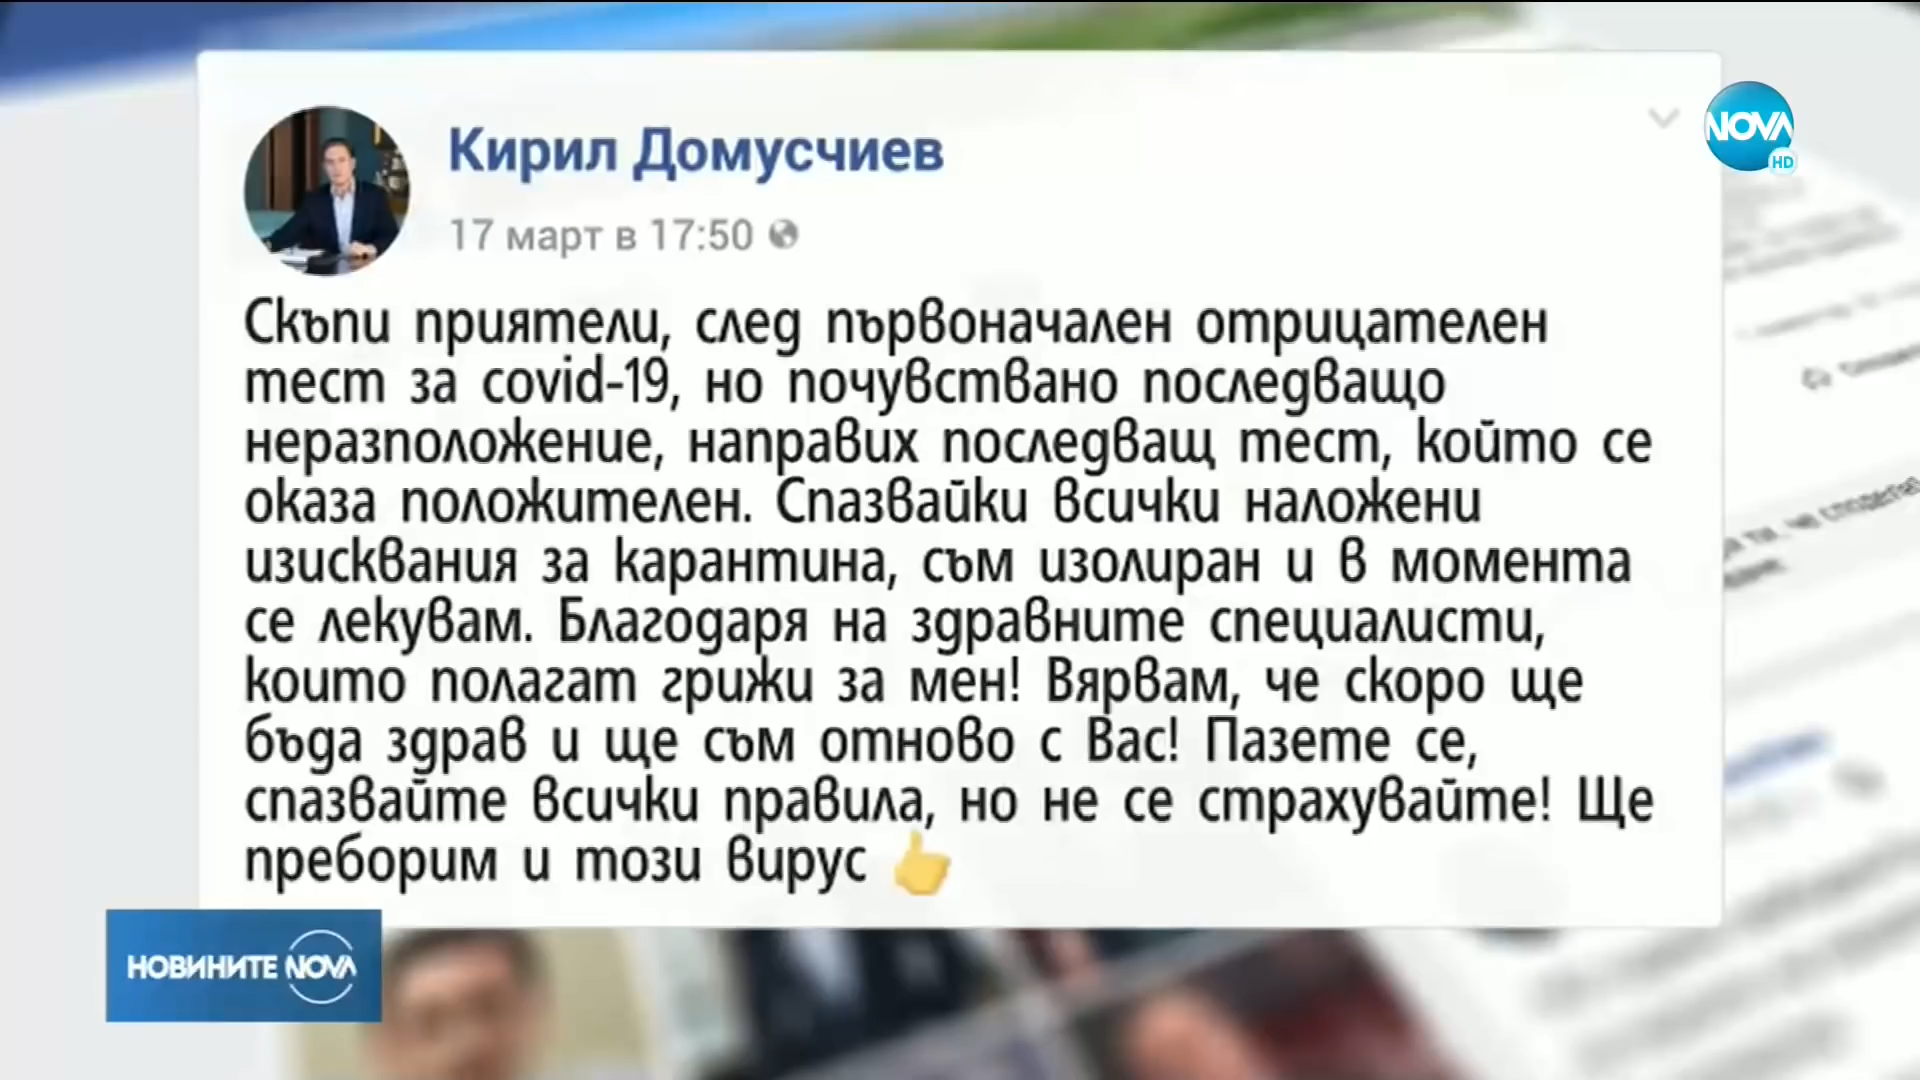 Кирил Домусчиев
17 март в 17:50
NOVA
HD
Скъпи приятели, след първоначален отрицателен
тест за covid-19, но почувствано последващо
неразположение, направих последващ тест, който се
оказа положителен. Спазвайки всички наложени
изисквания за карантина, съм изолиран и в момента
се лекувам. Благодаря на здравните специалисти,
които полагат грижи за мен! Вярвам, че скоро ще
бъда здрав и ще съм отново с Вас! Пазете се,
спазвайте всички правила, но не се страхувайте! Ще
преборим и този вирус 👆
НОВИНИТЕ NOVA